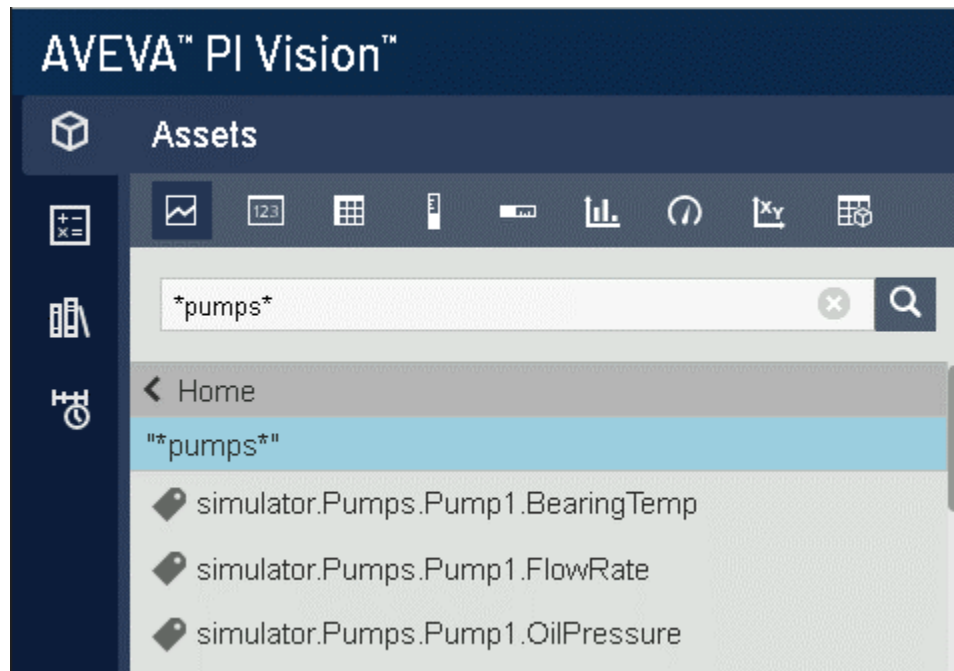 AVEVA™ PI Vision™
Assets
123
XY
*pumps*
Home
"*pumps*"
simulator.Pumps.Pump1.BearingTemp
simulator.Pumps.Pump1.FlowRate
simulator.Pumps.Pump1.OilPressure